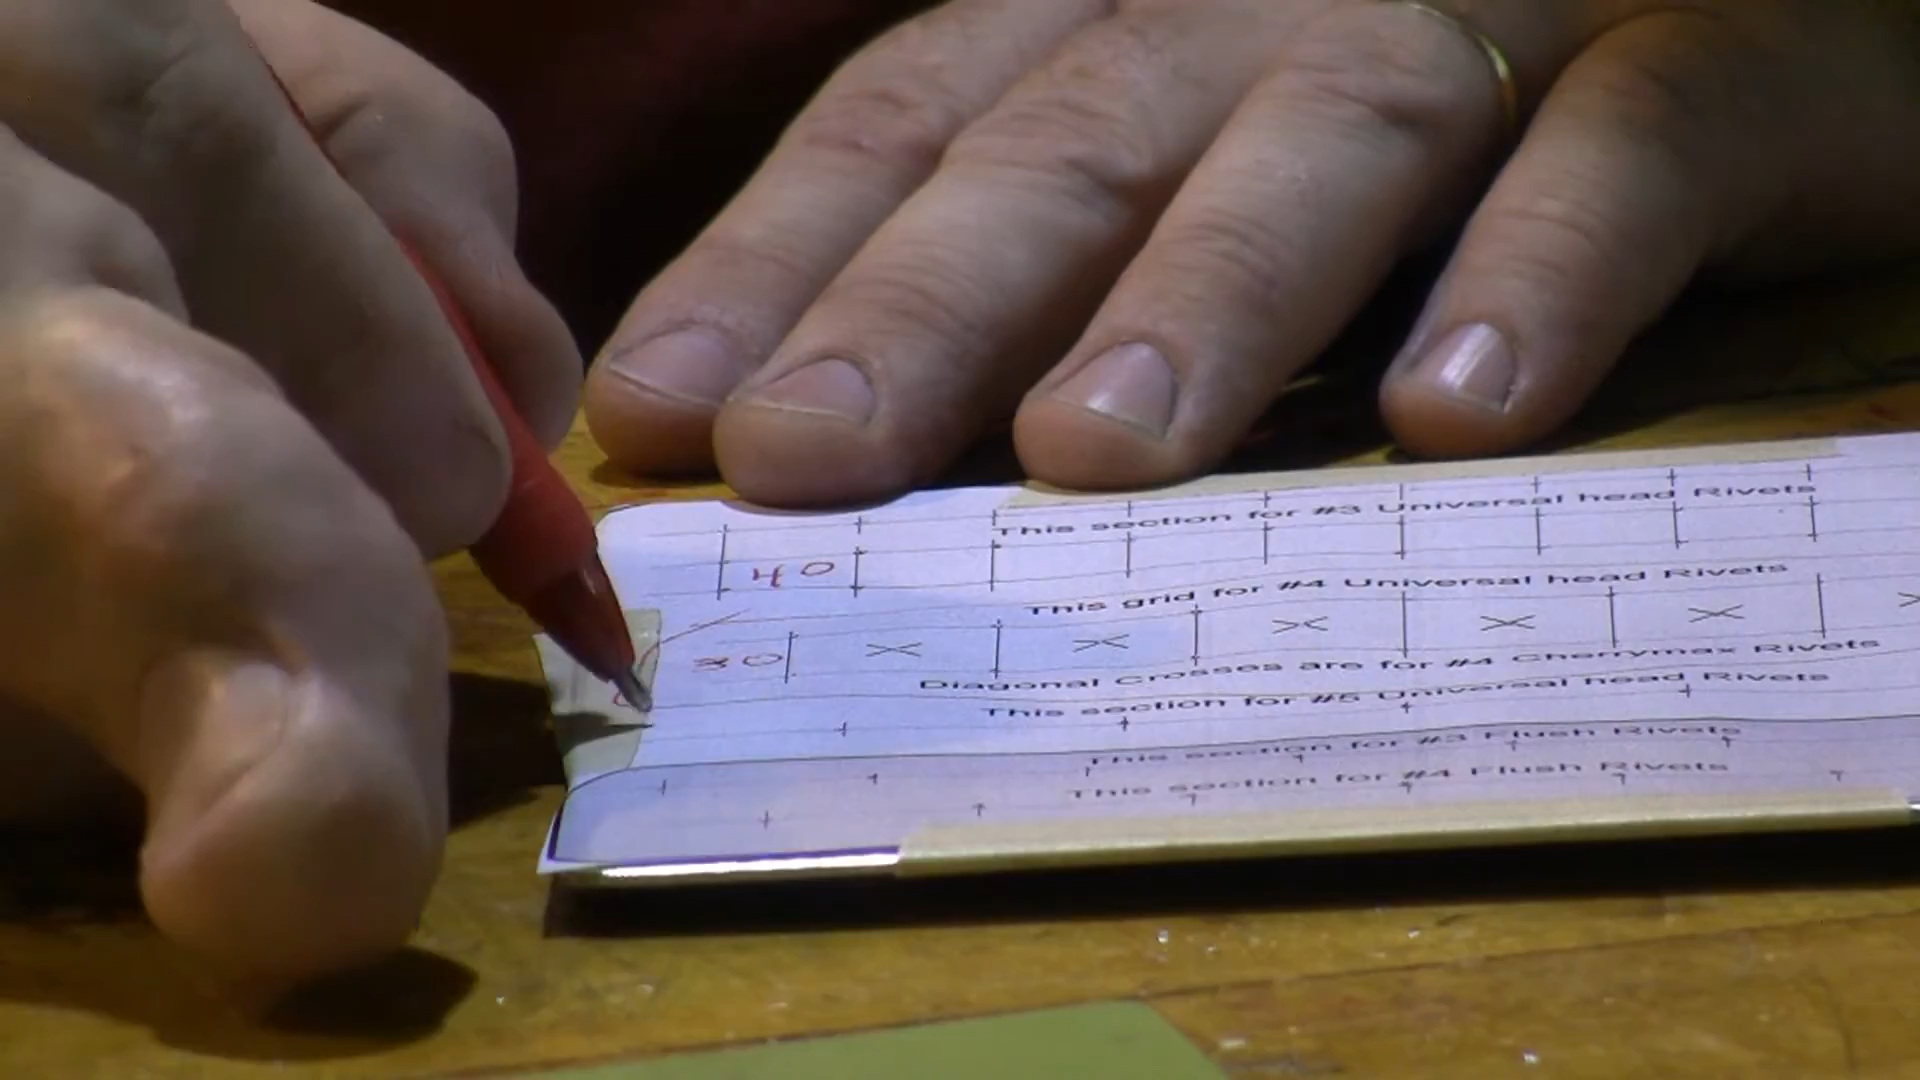 This section for #3 Universal head Rivets
40
This grid for #4 Universal head Rivets
30
Diagonal Crosses are for #4 Cherrymax Rivets
This section for #5 Universal head Rivets
This section for #3 Flush Rivets
This section for #4 Flush Rivets